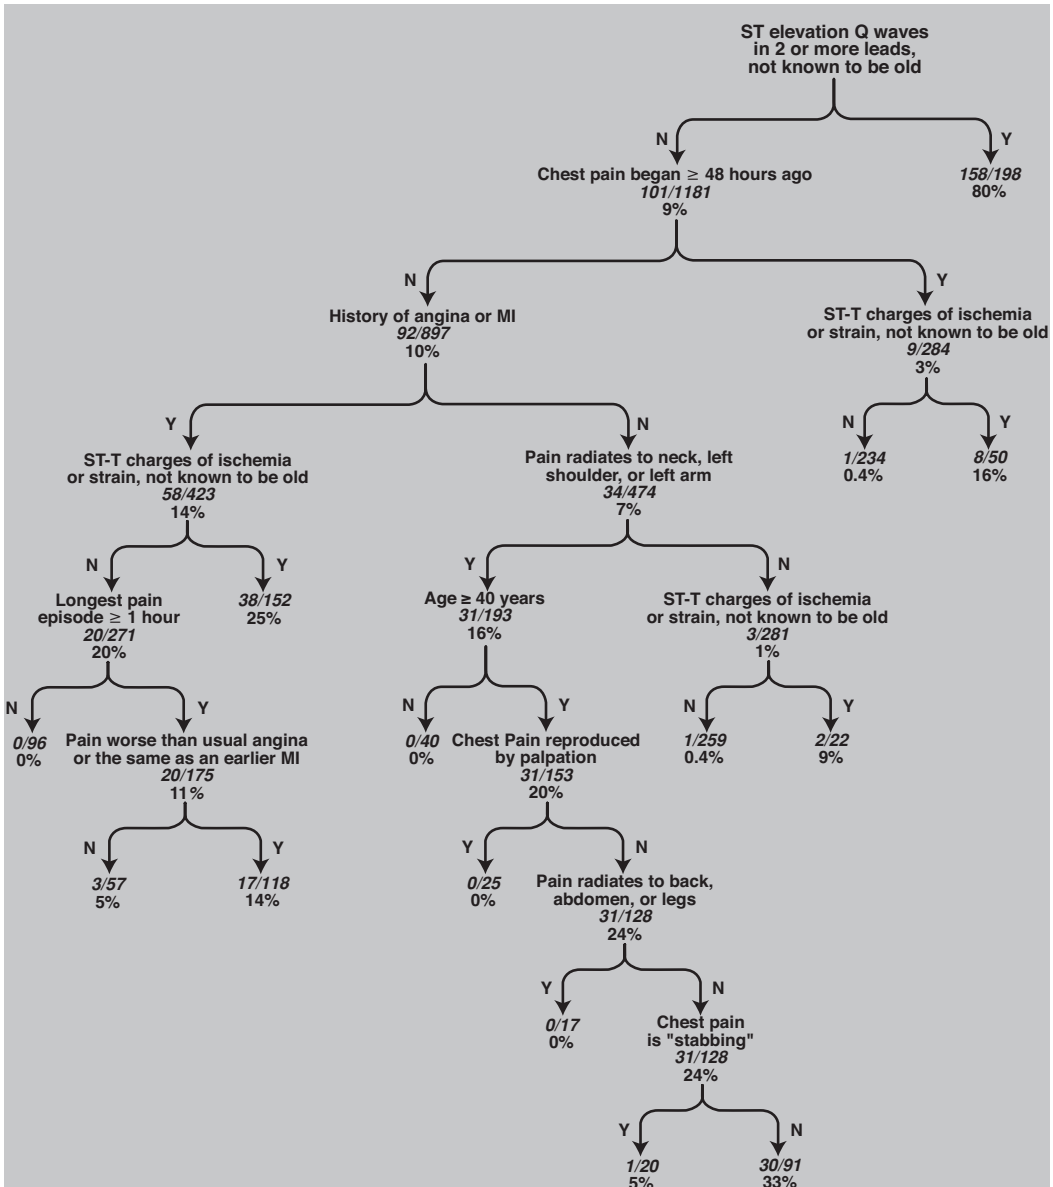 ST elevation Q waves
in 2 or more leads,
not known to be old
N
Y
Chest pain began ≥ 48 hours ago
101/1181
9%
158/198
80%
N
Y
History of angina or MI
92/897
10%
ST-T charges of ischemia
or strain, not known to be old
9/284
3%
Y
N
N
Y
ST-T charges of ischemia
or strain, not known to be old
58/423
14%
Pain radiates to neck, left
shoulder, or left arm
34/474
7%
1/234
0.4%
8/50
16%
N
Y
Y
N
Longest pain
episode ≥ 1 hour
20/271
20%
38/152
25%
Age ≥ 40 years
31/193
16%
ST-T charges of ischemia
or strain, not known to be old
3/281
1%
N
Y
N
Y
N
Y
0/96
0%
Pain worse than usual angina
or the same as an earlier MI
20/175
11%
0/40
0%
Chest Pain reproduced
by palpation
31/153
20%
1/259
0.4%
2/22
9%
N
Y
Y
N
3/57
5%
17/118
14%
0/25
0%
Pain radiates to back,
abdomen, or legs
31/128
24%
Y
N
0/17
0%
Chest pain
is "stabbing"
31/128
24%
Y
N
1/20
5%
30/91
33%